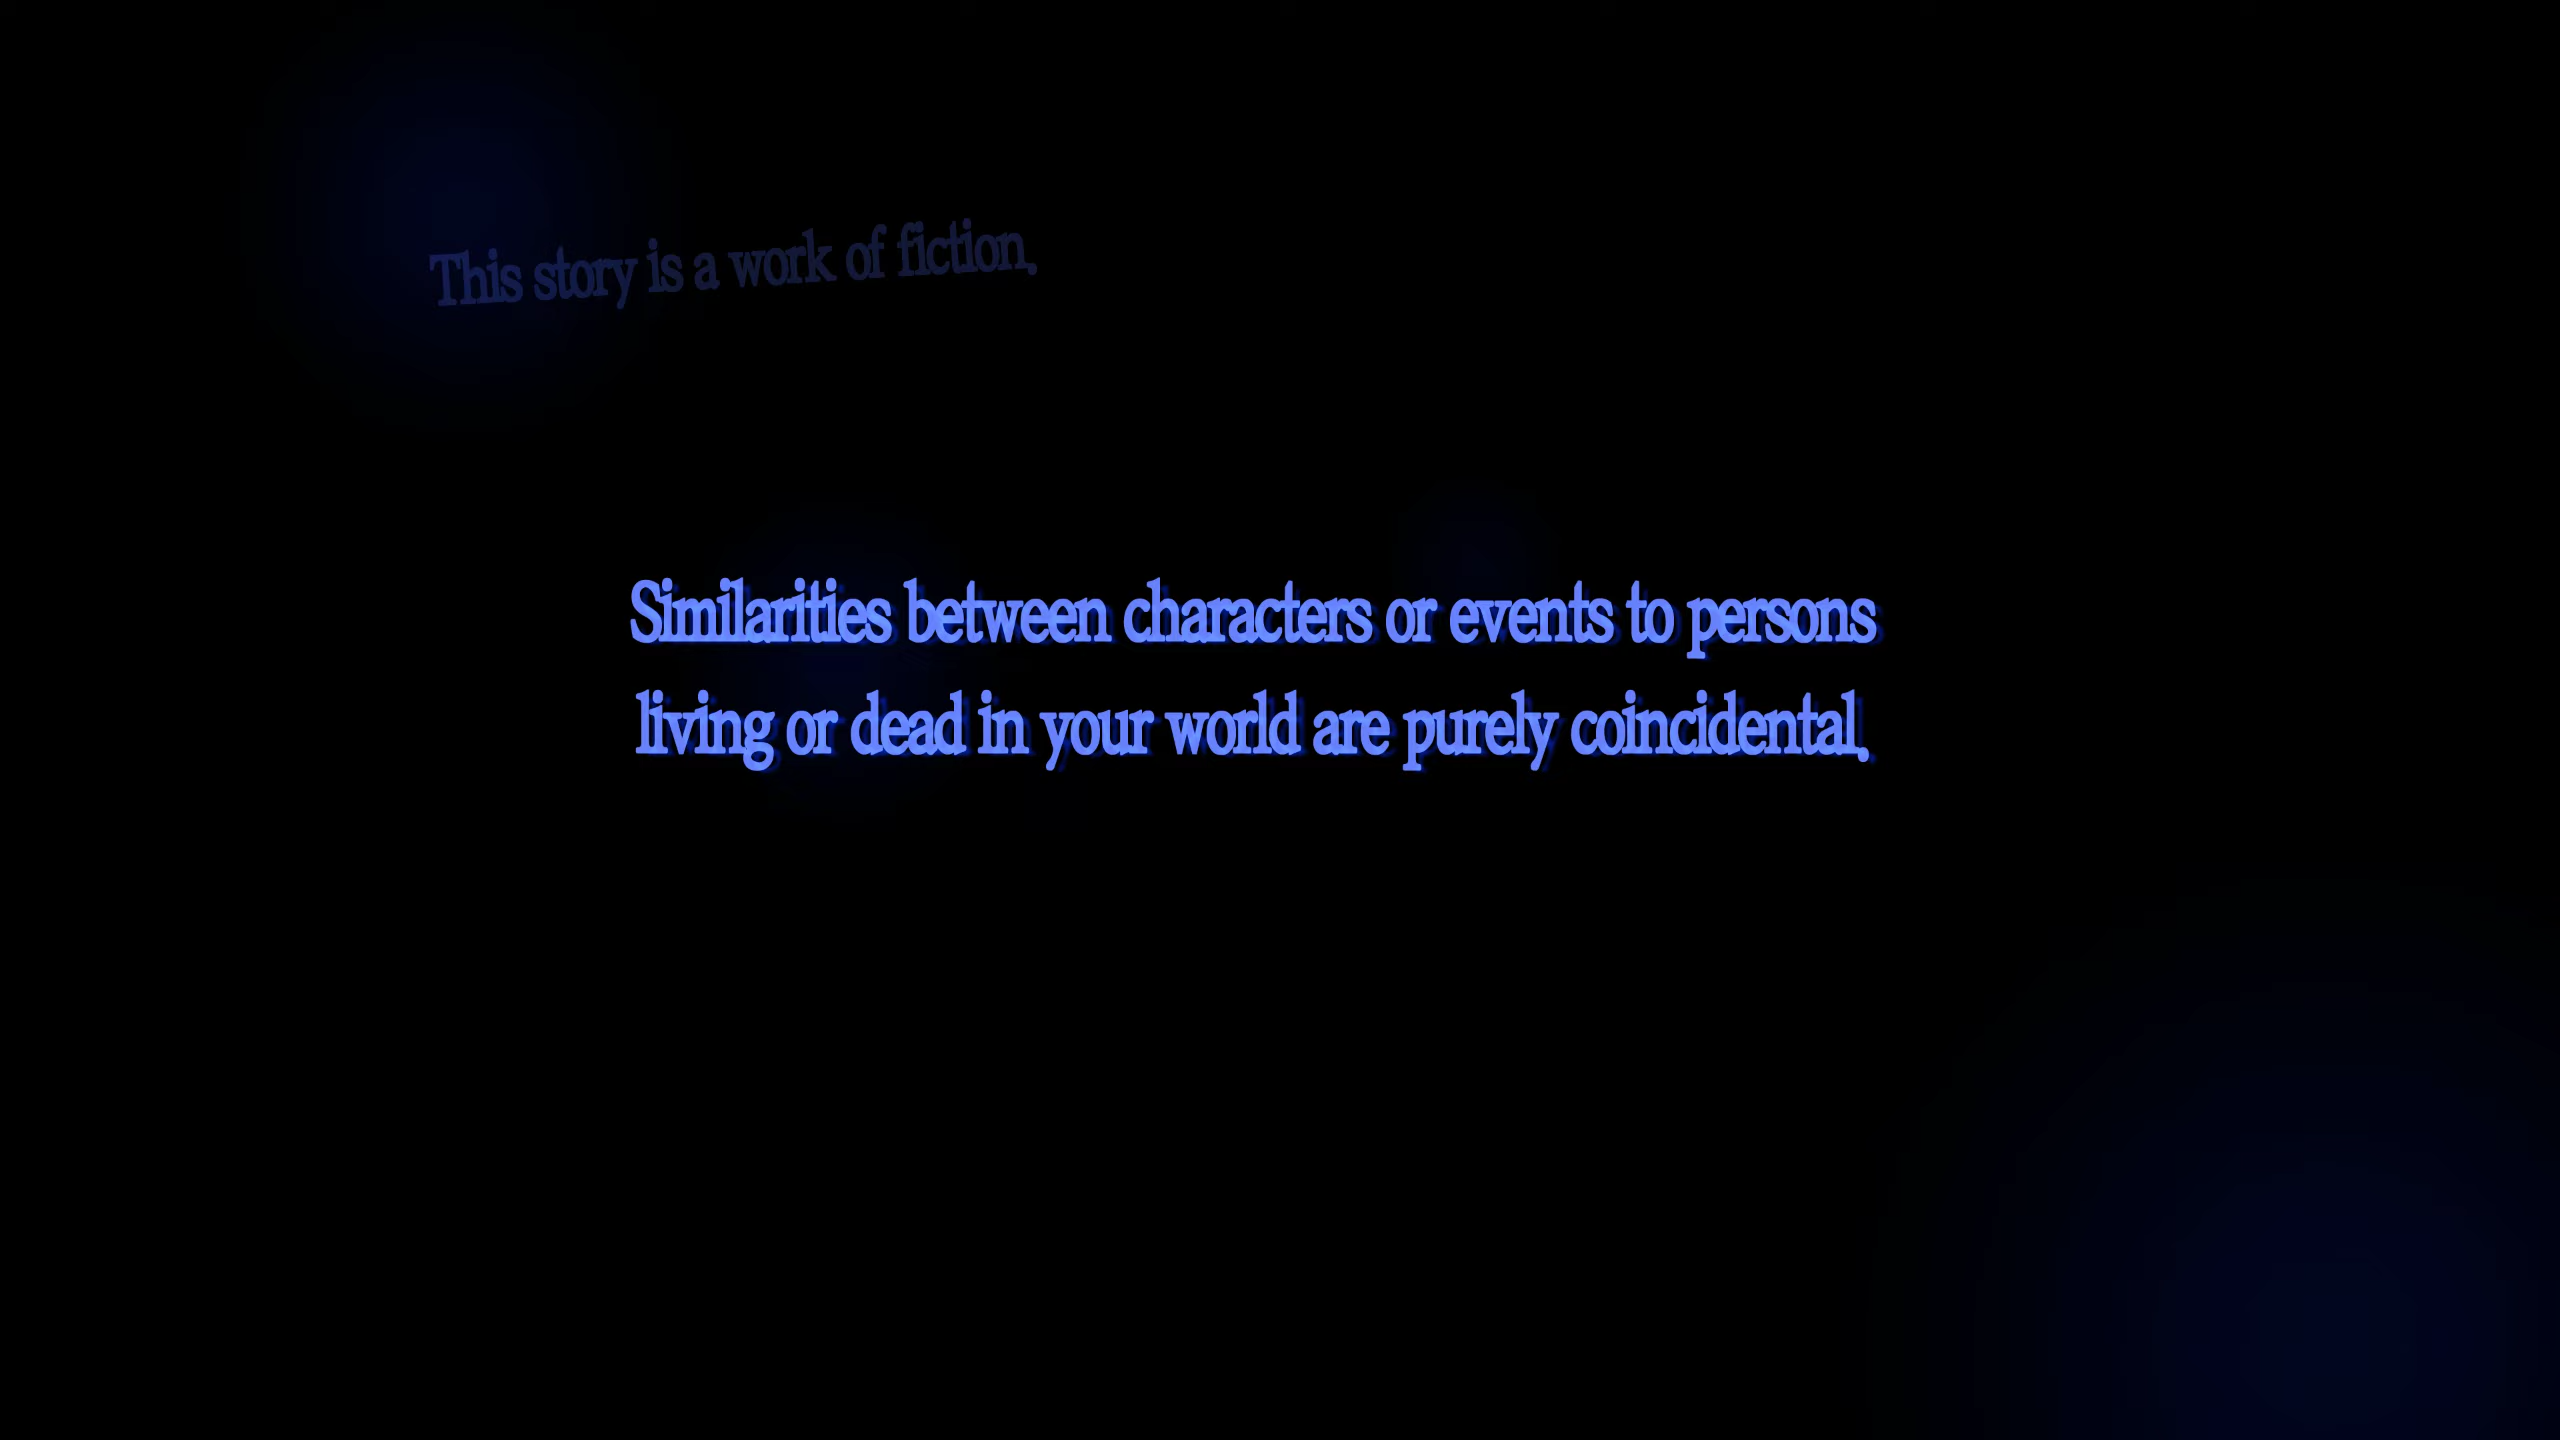 This story is a work of fiction.
Similarities between characters or events to persons
living or dead in your world are purely coincidental.